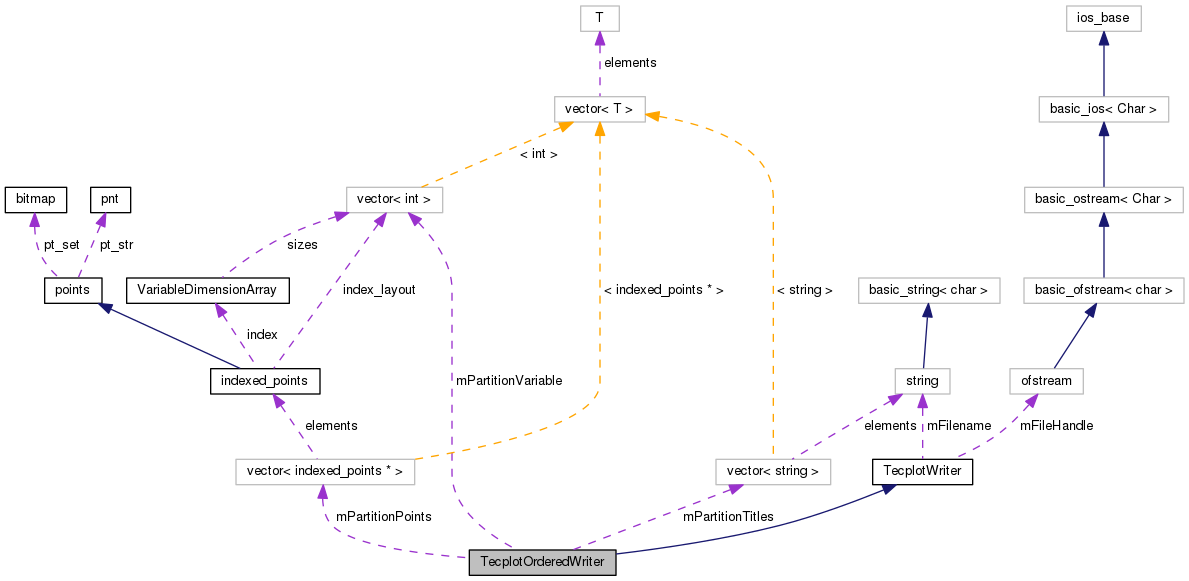 T
ios_base
elements
vector< T >
basic_ios< Char >
< int >
bitmap
pnt
vector< int >
basic_ostream< Char >
pt_set
pt_str
sizes
points
VariableDimensionArray
index_layout
< indexed_points * >
< string >
basic_string< char >
basic_ofstream< char >
index
indexed_points
mPartitionVariable
string
ofstream
elements
elements
mFilename
mFileHandle
vector< indexed_points * >
vector< string >
TecplotWriter
mPartitionPoints
mPartitionTitles
TecplotOrderedWriter